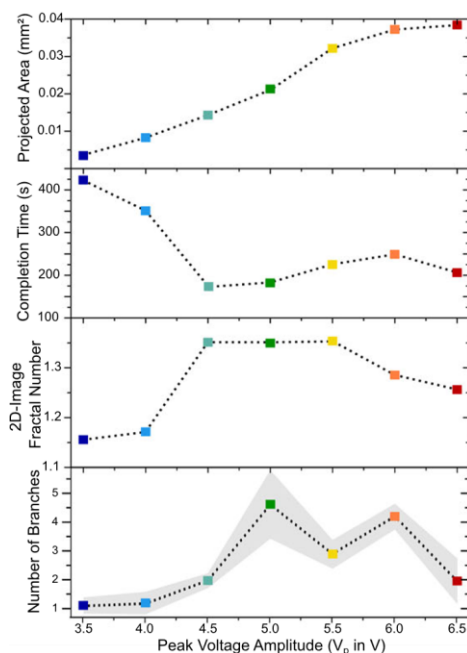 0.04
0.03
0.02
0.01
Projected Area (mm²)
400
300
200
100
Completion Time (s)
1.3
1.2
1.1
2D-Image
Fractal Number
5
4
3
2
1
Number of Branches
3.5 4.0 4.5 5.0 5.5 6.0 6.5
Peak Voltage Amplitude (Vp in V)